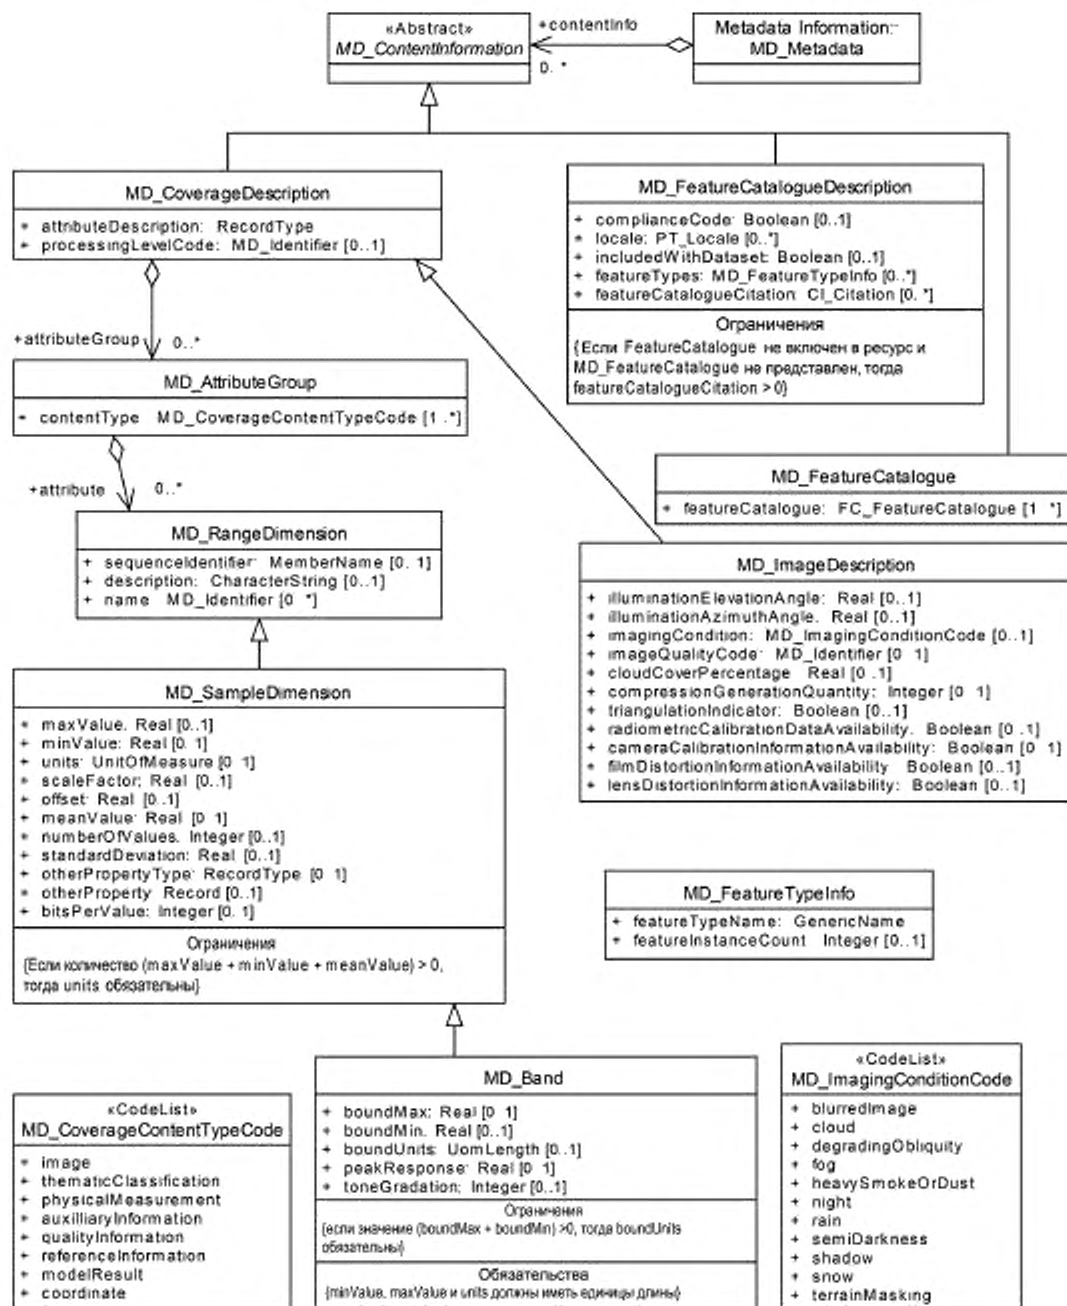 «Abstract»
MD_ContentInformation
+contentInfo
0. *
Metadata Information::
MD_Metadata
MD_CoverageDescription
+ attributeDescription: RecordType
+ processingLevelCode: MD_Identifier [0..1]
MD_FeatureCatalogueDescription
+ complianceCode: Boolean [0..1]
+ locale: PT_Locale [0..*]
+ includedWithDataset: Boolean [0..1]
+ featureTypes: MD_FeatureTypeInfo [0..*]
+ featureCatalogueCitation: CI_Citation [0. *]
Ограничения
{Если FeatureCatalogue не включен в ресурс и
MD_FeatureCatalogue не представлен, тогда
featureCatalogueCitation > 0}
+attributeGroup
0..*
MD_AttributeGroup
+ contentType MD_CoverageContentTypeCode [1 .*]
+attribute
0..*
MD_RangeDimension
+ sequenceIdentifier: MemberName [0. 1]
+ description: CharacterString [0..1]
+ name MD_Identifier [0 *]
MD_FeatureCatalogue
+ featureCatalogue: FC_FeatureCatalogue [1 *]
MD_ImageDescription
+ illuminationElevationAngle: Real [0..1]
+ illuminationAzimuthAngle. Real [0..1]
+ imagingCondition: MD_ImagingConditionCode [0..1]
+ imageQualityCode: MD_Identifier [0 1]
+ cloudCoverPercentage Real [0 .1]
+ compressionGenerationQuantity: Integer [0 1]
+ triangulationIndicator: Boolean [0..1]
+ radiometricCalibrationDataAvailability. Boolean [0 .1]
+ cameraCalibrationInformationAvailability: Boolean [0 1]
+ filmDistortionInformationAvailability Boolean [0..1]
+ lensDistortionInformationAvailability: Boolean [0..1]
MD_SampleDimension
+ maxValue. Real [0..1]
+ minValue: Real [0. 1]
+ units: UnitOfMeasure [0 1]
+ scaleFactor; Real [0..1]
+ offset: Real [0..1]
+ meanValue: Real [0 1]
+ numberOfValues. Integer [0..1]
+ standardDeviation: Real [0..1]
+ otherPropertyType: RecordType [0 1]
+ otherProperty Record [0..1]
+ bitsPerValue: Integer [0. 1]
Ограничения
{Если количество (maxValue + minValue + meanValue) > 0,
тогда units обязательны}
MD_FeatureTypeInfo
+ featureTypeName: GenericName
+ featureInstanceCount Integer [0..1]
«CodeList»
MD_CoverageContentTypeCode
+ image
+ thematicClassification
+ physicalMeasurement
+ auxilliaryInformation
+ qualityInformation
+ referenceInformation
+ modelResult
+ coordinate
MD_Band
+ boundMax: Real [0 1]
+ boundMin. Real [0..1]
+ boundUnits: UomLength [0..1]
+ peakResponse: Real [0 1]
+ toneGradation; Integer [0..1]
Ограничения
{если значение (boundMax + boundMin) >0, тогда boundUnits
обязательны}
Обязательства
{minValue, maxValue и units должны иметь единицы длины}
«CodeList»
MD_ImagingConditionCode
+ blurredImage
+ cloud
+ degradingObliquity
+ fog
+ heavySmokeOrDust
+ night
+ rain
+ semiDarkness
+ shadow
+ snow
+ terrainMasking